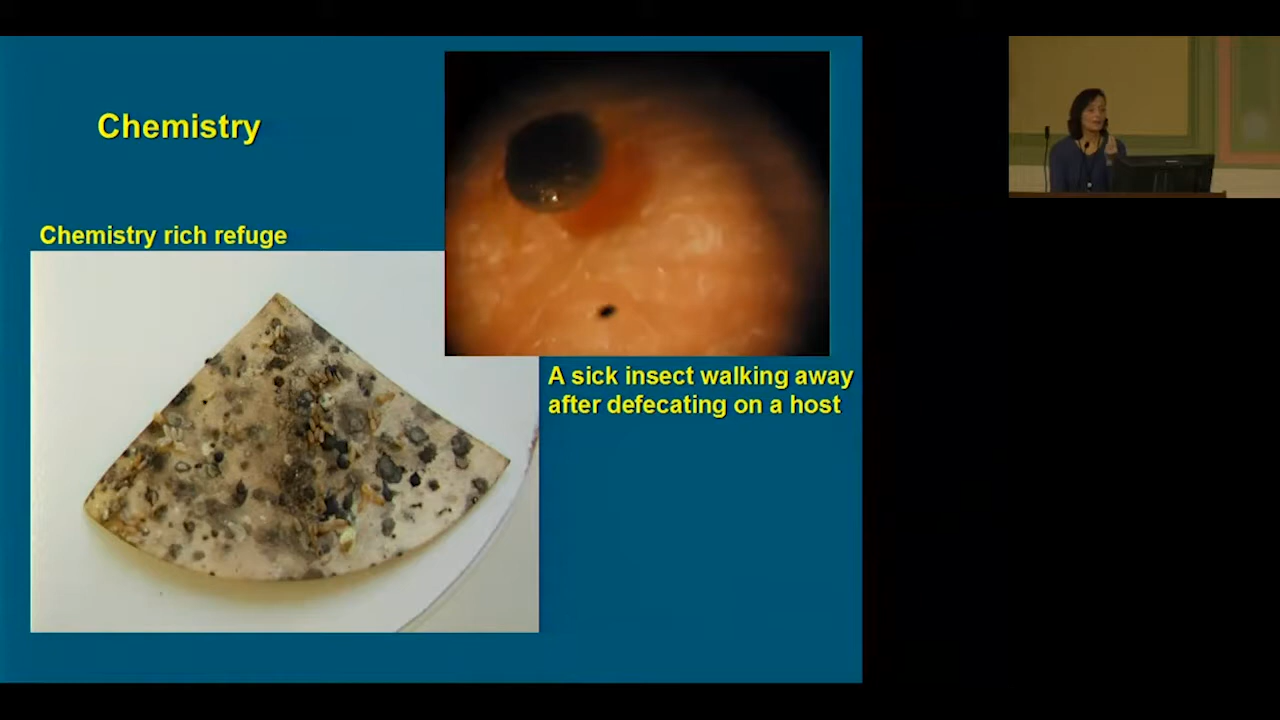 Chemistry
Chemistry rich refuge
A sick insect walking away
after defecating on a host